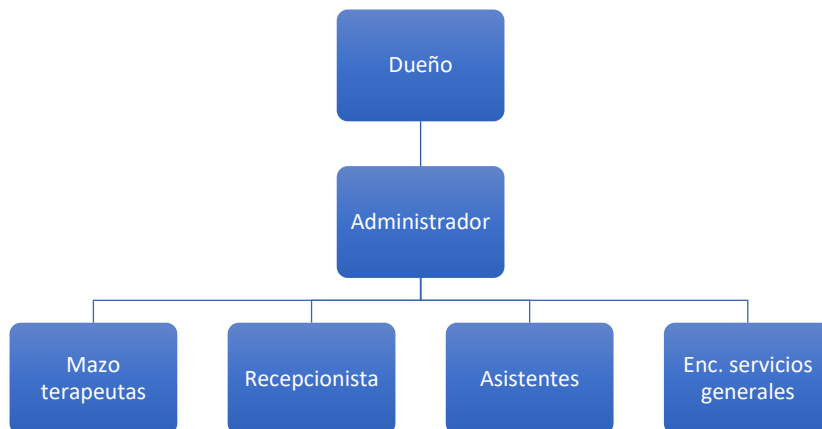 Dueño
Administrador
Mazo
terapeutas
Recepcionista
Asistentes
Enc. servicios
generales